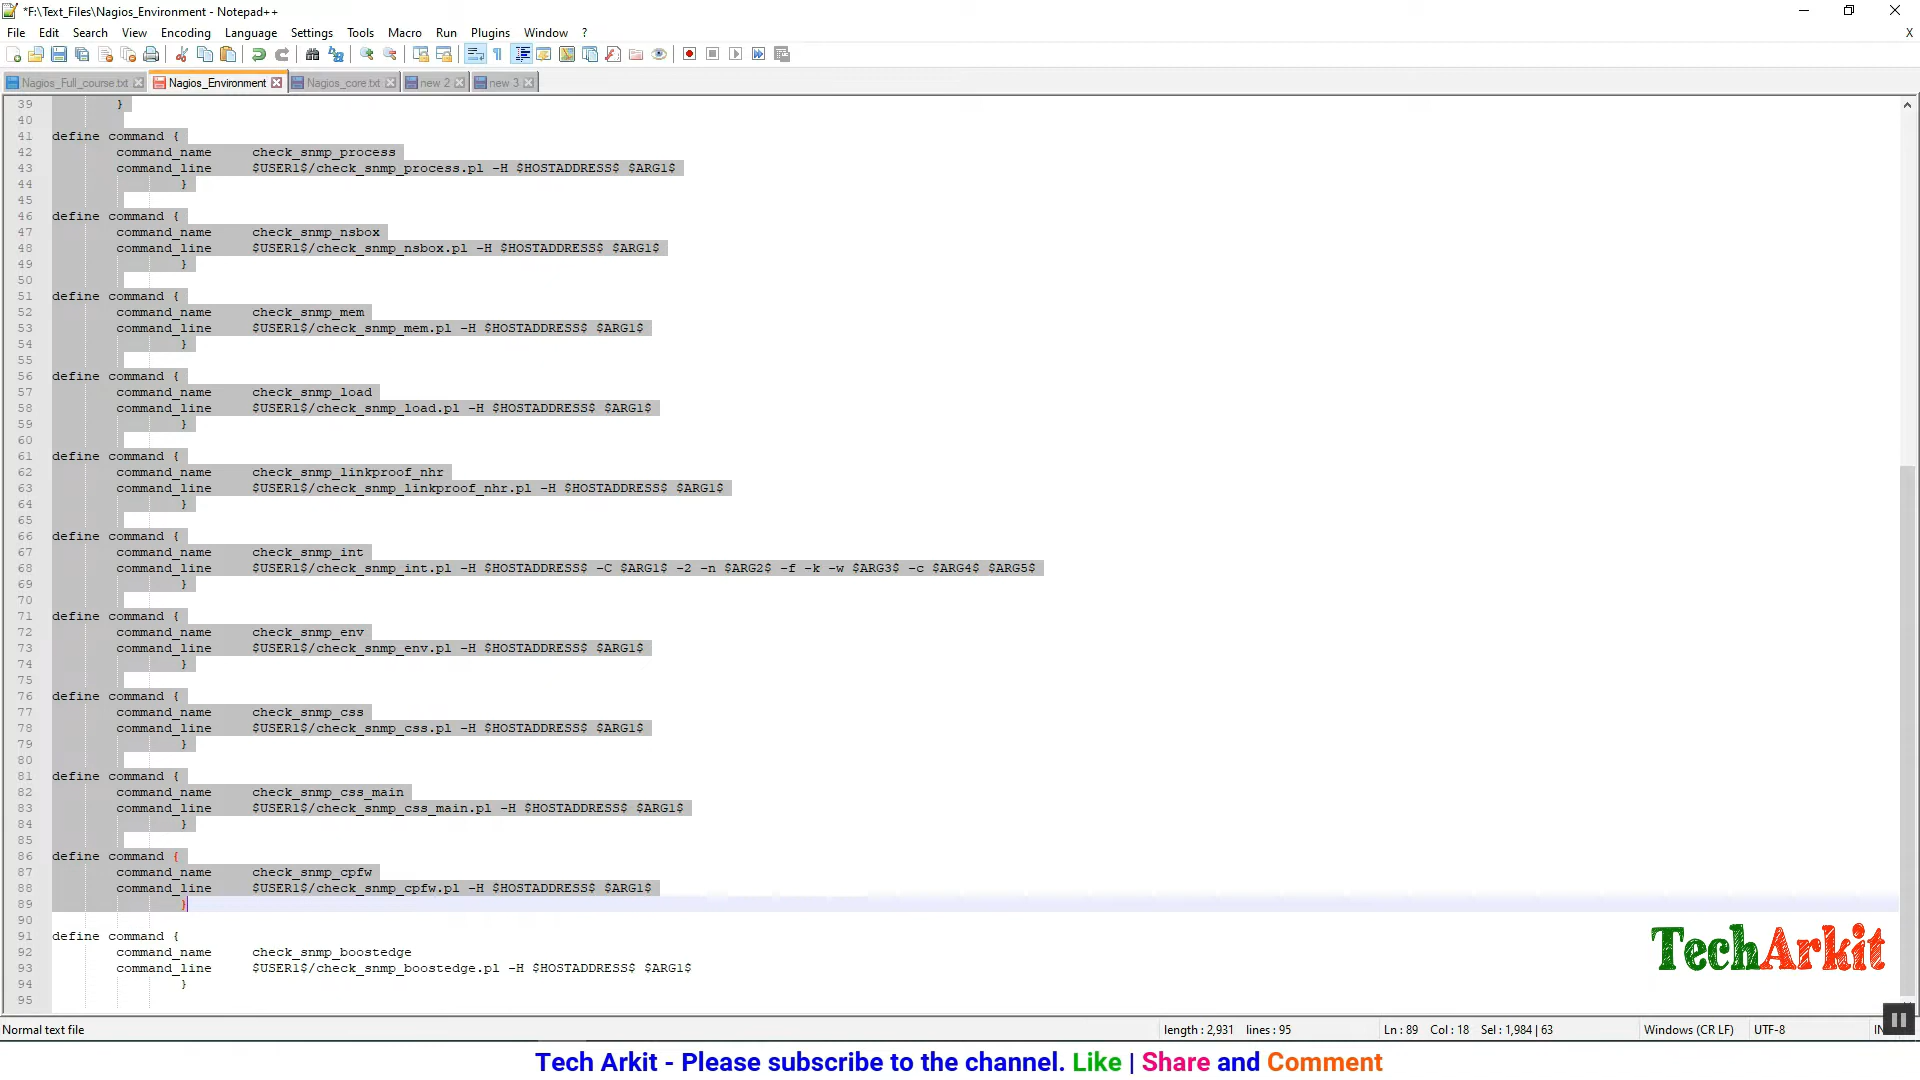 *F:\Text_Files\Nagios_Environment - Notepad++
File Edit Search View Encoding Language Settings Tools Macro Run Plugins Window ? X
Nagios_Full_course.txt Nagios_Environment Nagios_core.txt new 2 new 3
39 }
40
41 define command {
42 command_name check_snmp_process
43 command_line $USER1$/check_snmp_process.pl -H $HOSTADDRESS$ $ARG1$
44 }
45
46 define command {
47 command_name check_snmp_nsbox
48 command_line $USER1$/check_snmp_nsbox.pl -H $HOSTADDRESS$ $ARG1$
49 }
50
51 define command {
52 command_name check_snmp_mem
53 command_line $USER1$/check_snmp_mem.pl -H $HOSTADDRESS$ $ARG1$
54 }
55
56 define command {
57 command_name check_snmp_load
58 command_line $USER1$/check_snmp_load.pl -H $HOSTADDRESS$ $ARG1$
59 }
60
61 define command {
62 command_name check_snmp_linkproof_nhr
63 command_line $USER1$/check_snmp_linkproof_nhr.pl -H $HOSTADDRESS$ $ARG1$
64 }
65
66 define command {
67 command_name check_snmp_int
68 command_line $USER1$/check_snmp_int.pl -H $HOSTADDRESS$ -C $ARG1$ -2 -n $ARG2$ -f -k -w $ARG3$ -c $ARG4$ $ARG5$
69 }
70
71 define command {
72 command_name check_snmp_env
73 command_line $USER1$/check_snmp_env.pl -H $HOSTADDRESS$ $ARG1$
74 }
75
76 define command {
77 command_name check_snmp_css
78 command_line $USER1$/check_snmp_css.pl -H $HOSTADDRESS$ $ARG1$
79 }
80
81 define command {
82 command_name check_snmp_css_main
83 command_line $USER1$/check_snmp_css_main.pl -H $HOSTADDRESS$ $ARG1$
84 }
85
86 define command {
87 command_name check_snmp_cpfw
88 command_line $USER1$/check_snmp_cpfw.pl -H $HOSTADDRESS$ $ARG1$
89 }
90
91 define command {
92 command_name check_snmp_boostedge
93 command_line $USER1$/check_snmp_boostedge.pl -H $HOSTADDRESS$ $ARG1$
94 }
95
TechArkit
Normal text file length : 2,931 lines : 95 Ln : 89 Col : 18 Sel : 1,984 | 63 Windows (CR LF) UTF-8 IN
Tech Arkit - Please subscribe to the channel. Like | Share and Comment